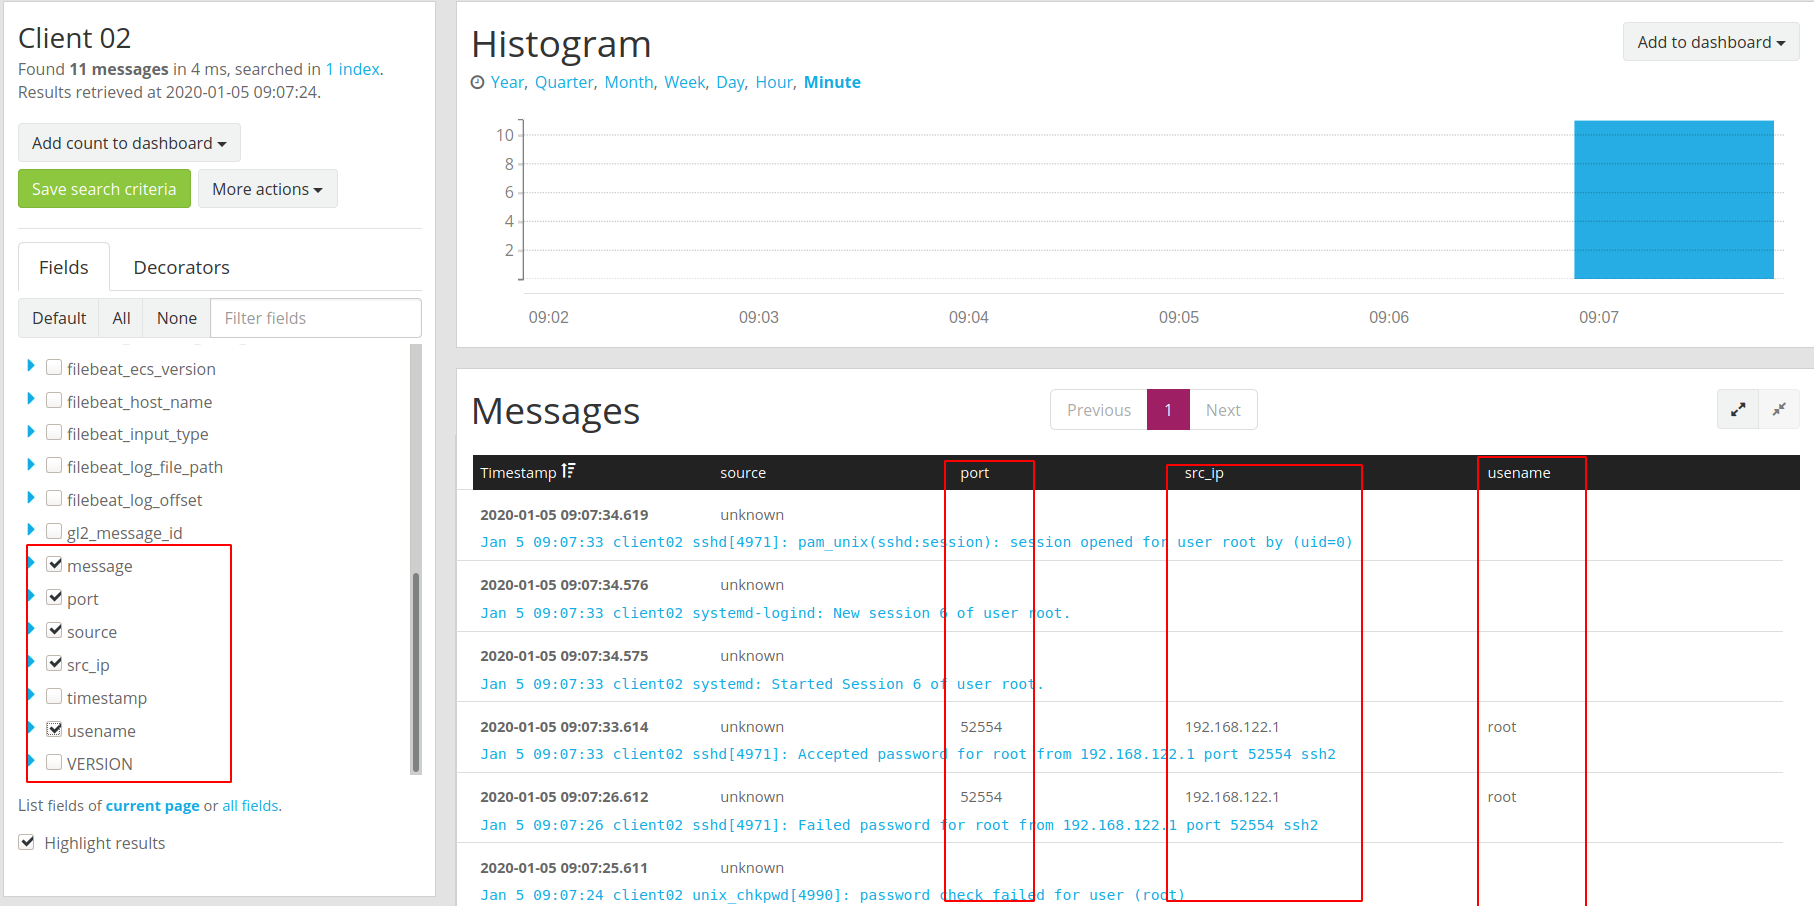 Client 02
Found 11 messages in 4 ms, searched in 1 index.
Results retrieved at 2020-01-05 09:07:24.
Add count to dashboard
Save search criteria
More actions
Fields
Decorators
Default
All
None
Filter fields
filebeat_ecs_version
filebeat_host_name
filebeat_input_type
filebeat_log_file_path
filebeat_log_offset
gl2_message_id
message
port
source
src_ip
timestamp
usename
VERSION
List fields of current page or all fields.
Highlight results
Histogram
Add to dashboard
Year, Quarter, Month, Week, Day, Hour, Minute
10
8
6
4
2
09:02 09:03 09:04 09:05 09:06 09:07
Messages
Previous 1 Next
Timestamp source port src_ip usename
2020-01-05 09:07:34.619 unknown
Jan 5 09:07:33 client02 sshd[4971]: pam_unix(sshd:session): session opened for user root by (uid=0)
2020-01-05 09:07:34.576 unknown
Jan 5 09:07:33 client02 systemd-logind: New session 6 of user root.
2020-01-05 09:07:34.575 unknown
Jan 5 09:07:33 client02 systemd: Started Session 6 of user root.
2020-01-05 09:07:33.614 unknown 52554 192.168.122.1 root
Jan 5 09:07:33 client02 sshd[4971]: Accepted password for root from 192.168.122.1 port 52554 ssh2
2020-01-05 09:07:26.612 unknown 52554 192.168.122.1 root
Jan 5 09:07:26 client02 sshd[4971]: Failed password for root from 192.168.122.1 port 52554 ssh2
2020-01-05 09:07:25.611 unknown
Jan 5 09:07:24 client02 unix_chkpwd[4990]: password check failed for user (root)